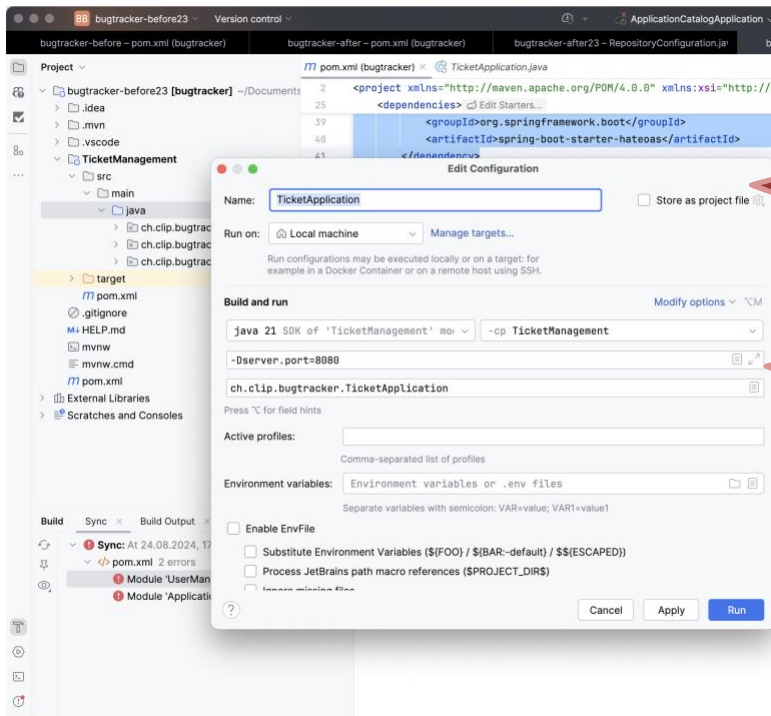 BB bugtracker-before23 Version control ApplicationCatalogApplication
bugtracker-before – pom.xml (bugtracker) bugtracker-after – pom.xml (bugtracker) bugtracker-after23 – RepositoryConfiguration.jav
Project
m pom.xml (bugtracker) × TicketApplication.java
bugtracker-before23 [bugtracker] ~/Documents
2 <project xmlns="http://maven.apache.org/POM/4.0.0" xmlns:xsi="http://
.idea
25 <dependencies> Edit Starters...
.mvn
39 <groupId>org.springframework.boot</groupId>
.vscode
40 <artifactId>spring-boot-starter-hateoas</artifactId>
TicketManagement
41 </dependency>
src
main
java
ch.clip.bugtrac
ch.clip.bugtrac
ch.clip.bugtrac
target
m pom.xml
.gitignore
M↓ HELP.md
mvnw
mvnw.cmd
m pom.xml
External Libraries
Scratches and Consoles
Edit Configuration
Name: TicketApplication Store as project file
Run on: Local machine Manage targets...
Run configurations may be executed locally or on a target: for
example in a Docker Container or on a remote host using SSH.
Build and run Modify options ⌥M
java 21 SDK of 'TicketManagement' -cp TicketManagement
-Dserver.port=8080
ch.clip.bugtracker.TicketApplication
Press ⌥ for field hints
Active profiles:
Comma-separated list of profiles
Environment variables: Environment variables or .env files
Separate variables with semicolon: VAR=value; VAR1=value1
Enable EnvFile
Substitute Environment Variables (${FOO} / ${BAR:-default} / $${ESCAPED})
Process JetBrains path macro references ($PROJECT_DIR$)
Ignore missing files
? Cancel Apply Run
Build Sync × Build Output ×
Sync: At 24.08.2024, 17
pom.xml 2 errors
Module 'UserMan
Module 'Applicatio